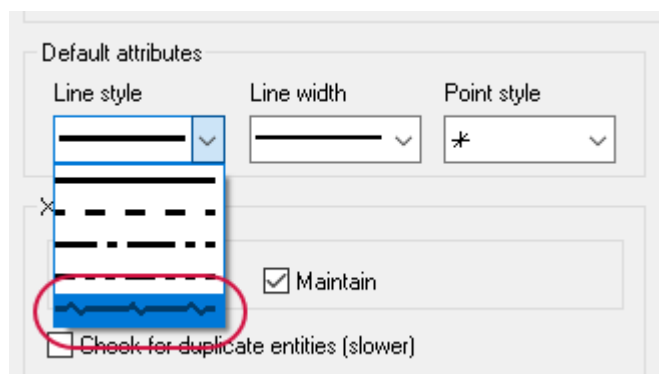 Default attributes
Line style Line width Point style
X
Maintain
Check for duplicate entities (slower)